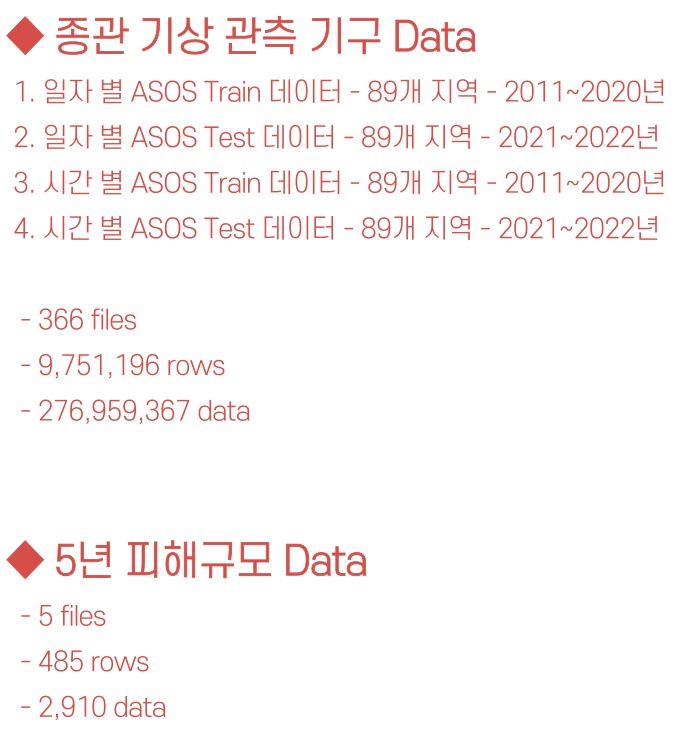 ◆ 종관 기상 관측 기구 Data
1. 일자 별 ASOS Train 데이터 - 89개 지역 - 2011~2020년
2. 일자 별 ASOS Test 데이터 - 89개 지역 - 2021~2022년
3. 시간 별 ASOS Train 데이터 - 89개 지역 - 2011~2020년
4. 시간 별 ASOS Test 데이터 - 89개 지역 - 2021~2022년
- 366 files
- 9,751,196 rows
- 276,959,367 data
◆ 5년 피해규모 Data
- 5 files
- 485 rows
- 2,910 data